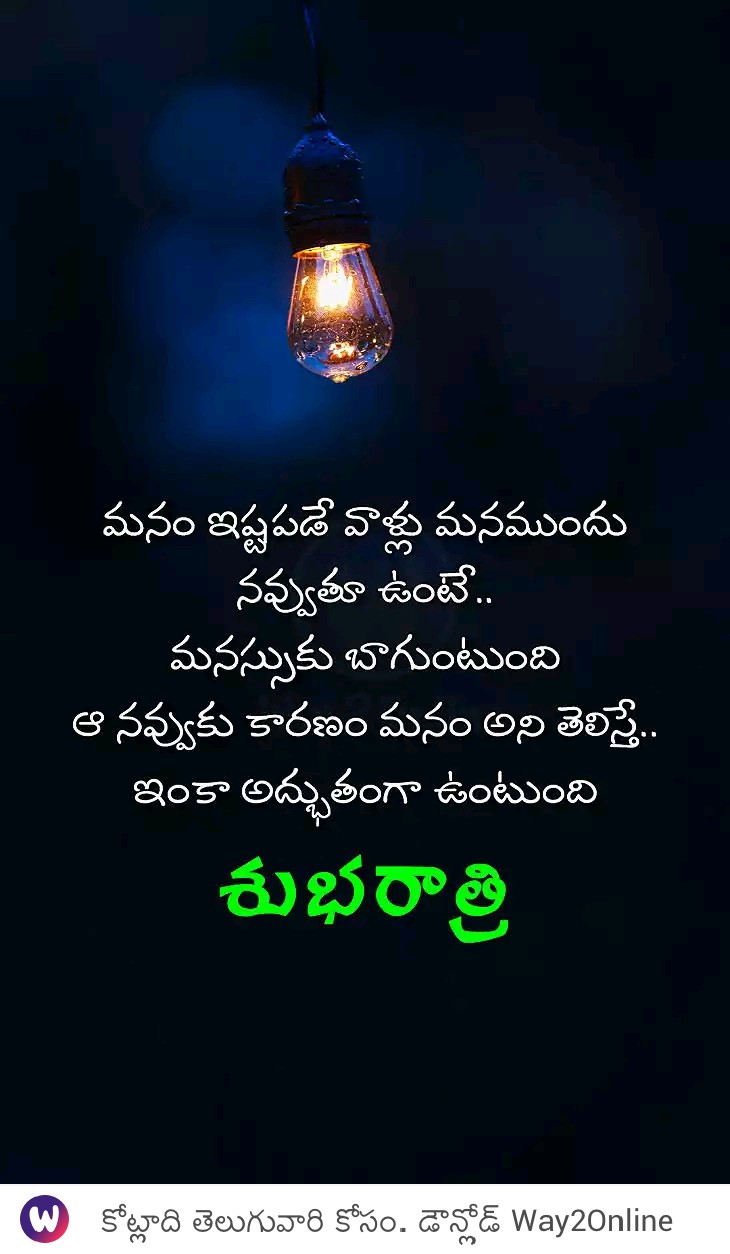 మనం ఇష్టపడే వాళ్లు మనముందు
నవ్వుతూ ఉంటే..
మనస్సుకు బాగుంటుంది
ఆ నవ్వుకు కారణం మనం అని తెలిస్తే..
ఇంకా అద్భుతంగా ఉంటుంది
శుభరాత్రి
W కోట్లాది తెలుగువారి కోసం. డౌన్లోడ్ Way2Online